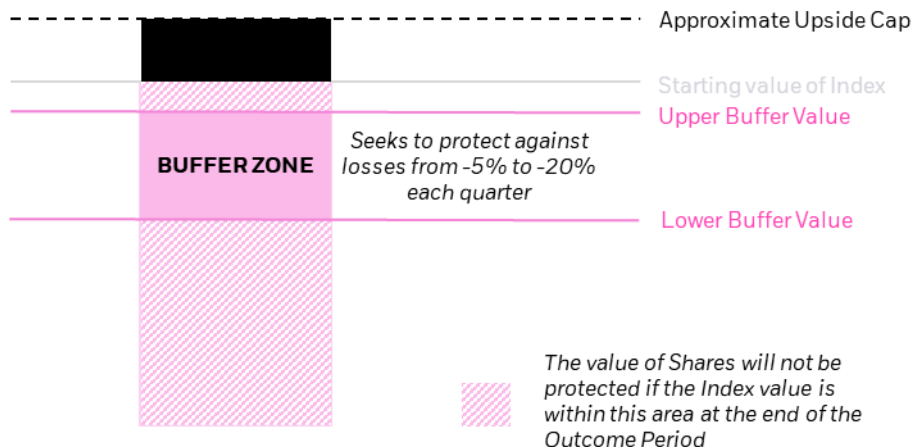 Approximate Upside Cap
Starting value of Index
Upper Buffer Value
BUFFER ZONE
Seeks to protect against
losses from -5% to -20%
each quarter
Lower Buffer Value
The value of Shares will not be
protected if the Index value is
within this area at the end of the
Outcome Period